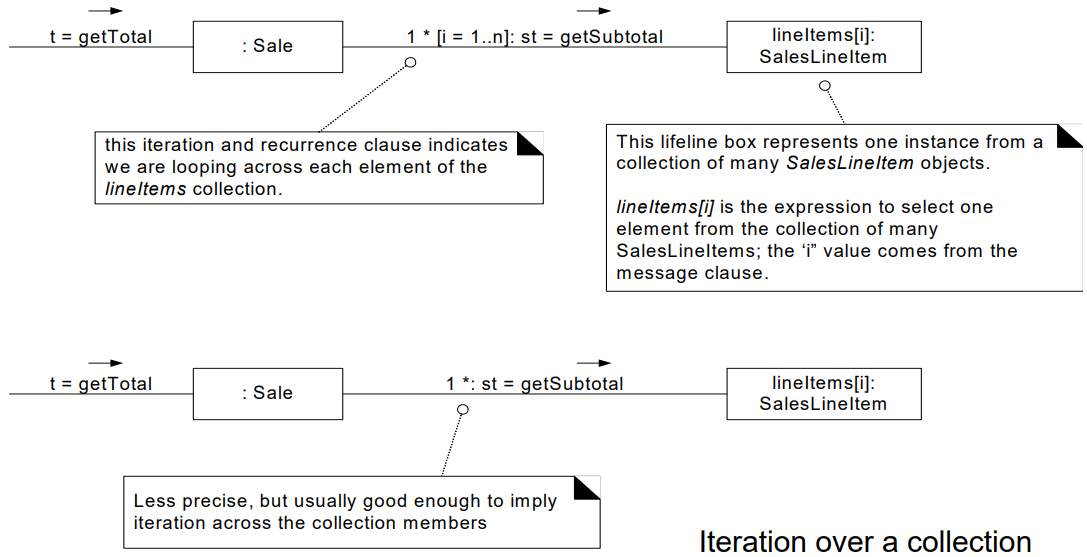 t = getTotal
: Sale
1 * [i = 1..n]: st = getSubtotal
lineItems[i]:
SalesLineItem
this iteration and recurrence clause indicates
we are looping across each element of the
lineItems collection.
This lifeline box represents one instance from a
collection of many SalesLineItem objects.
lineItems[i] is the expression to select one
element from the collection of many
SalesLineItems; the ‘i” value comes from the
message clause.
t = getTotal
: Sale
1 *: st = getSubtotal
lineItems[i]:
SalesLineItem
Less precise, but usually good enough to imply
iteration across the collection members
Iteration over a collection